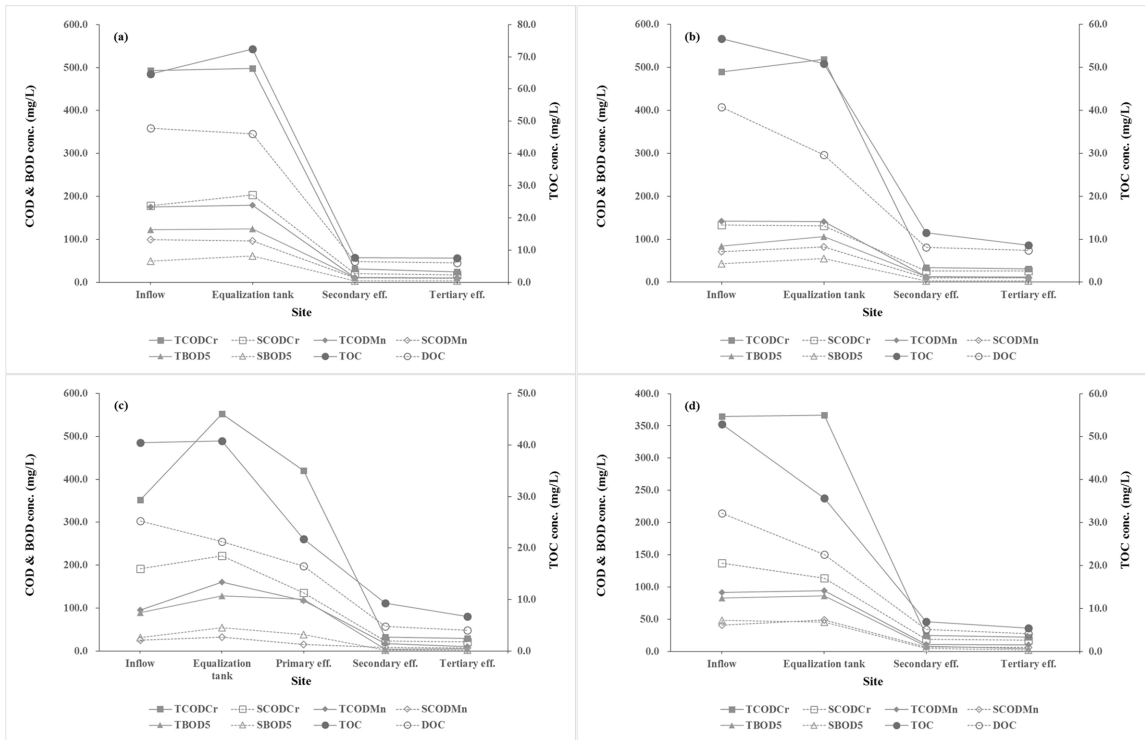 (a)
COD & BOD conc. (mg/L)
600.0
500.0
400.0
300.0
200.0
100.0
0.0
80.0
70.0
60.0
50.0
40.0
30.0
20.0
10.0
0.0
TOC conc. (mg/L)
Inflow Equalization tank Secondary eff. Tertiary eff.
Site
TCODCr SCODCr TCODMn SCODMn
TBOD5 SBOD5 TOC DOC
(b)
COD & BOD conc. (mg/L)
600.0
500.0
400.0
300.0
200.0
100.0
0.0
60.0
50.0
40.0
30.0
20.0
10.0
0.0
TOC conc. (mg/L)
Inflow Equalization tank Secondary eff. Tertiary eff.
Site
TCODCr SCODCr TCODMn SCODMn
TBOD5 SBOD5 TOC DOC
(c)
COD & BOD conc. (mg/L)
600.0
500.0
400.0
300.0
200.0
100.0
0.0
50.0
40.0
30.0
20.0
10.0
0.0
TOC conc. (mg/L)
Inflow Equalization Primary eff. Secondary eff. Tertiary eff.
tank
Site
TCODCr SCODCr TCODMn SCODMn
TBOD5 SBOD5 TOC DOC
(d)
COD & BOD conc. (mg/L)
400.0
350.0
300.0
250.0
200.0
150.0
100.0
50.0
0.0
60.0
50.0
40.0
30.0
20.0
10.0
0.0
TOC conc. (mg/L)
Inflow Equalization tank Secondary eff. Tertiary eff.
Site
TCODCr SCODCr TCODMn SCODMn
TBOD5 SBOD5 TOC DOC